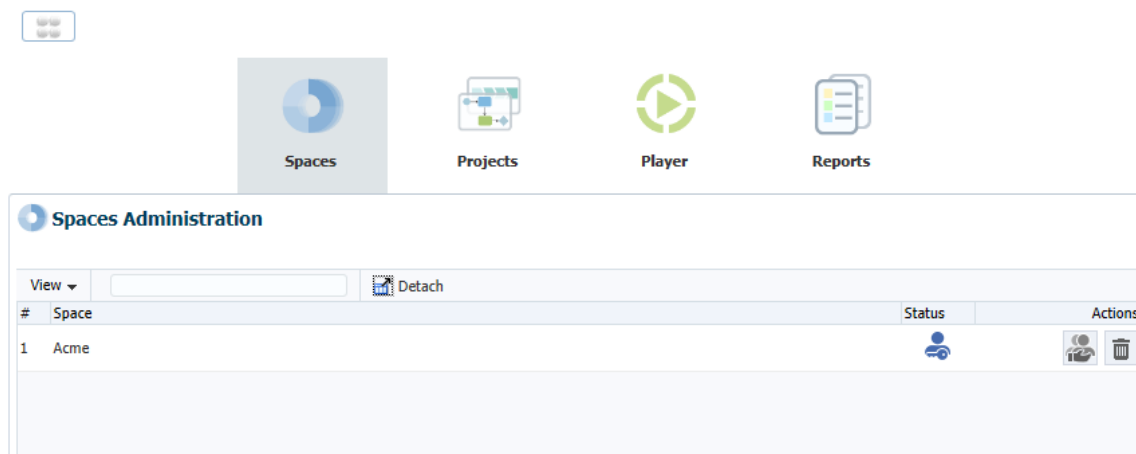 Spaces Projects Player Reports
Spaces Administration
View Detach
# Space Status Actions
1 Acme